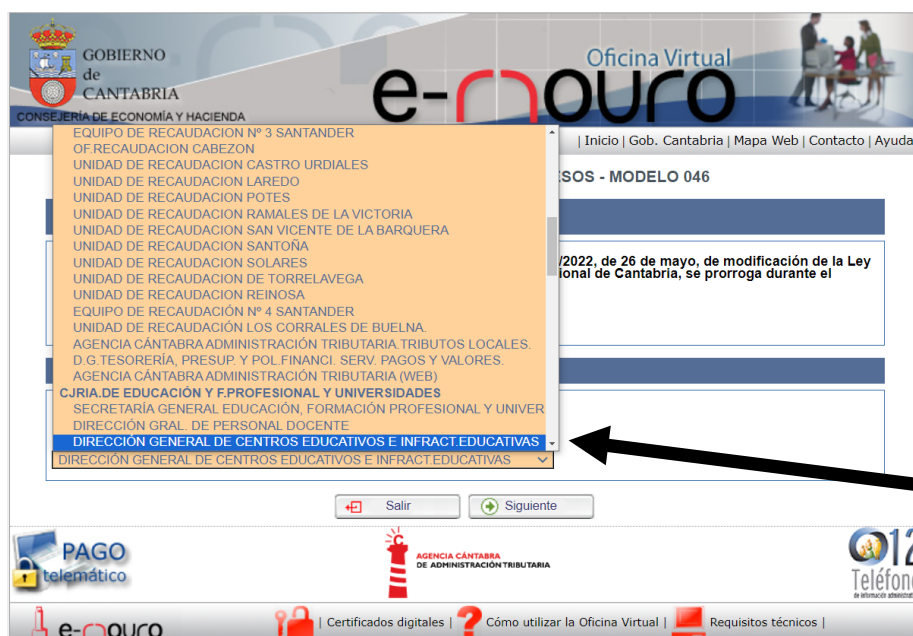 GOBIERNO
de
CANTABRIA
CONSEJERÍA DE ECONOMÍA Y HACIENDA
Oficina Virtual
e-mouro
| Inicio | Gob. Cantabria | Mapa Web | Contacto | Ayuda
SOS - MODELO 046
/2022, de 26 de mayo, de modificación de la Ley
ional de Cantabria, se prorroga durante el
EQUIPO DE RECAUDACION Nº 3 SANTANDER
OF.RECAUDACION CABEZON
UNIDAD DE RECAUDACION CASTRO URDIALES
UNIDAD DE RECAUDACION LAREDO
UNIDAD DE RECAUDACION POTES
UNIDAD DE RECAUDACION RAMALES DE LA VICTORIA
UNIDAD DE RECAUDACION SAN VICENTE DE LA BARQUERA
UNIDAD DE RECAUDACION SANTOÑA
UNIDAD DE RECAUDACION SOLARES
UNIDAD DE RECAUDACION DE TORRELAVEGA
UNIDAD DE RECAUDACION REINOSA
EQUIPO DE RECAUDACIÓN Nº 4 SANTANDER
UNIDAD DE RECAUDACIÓN LOS CORRALES DE BUELNA.
AGENCIA CÁNTABRA ADMINISTRACIÓN TRIBUTARIA.TRIBUTOS LOCALES.
D.G.TESORERÍA, PRESUP. Y POL.FINANCI. SERV. PAGOS Y VALORES.
AGENCIA CÁNTABRA ADMINISTRACIÓN TRIBUTARIA (WEB)
CJRIA.DE EDUCACIÓN Y F.PROFESIONAL Y UNIVERSIDADES
SECRETARÍA GENERAL EDUCACIÓN, FORMACIÓN PROFESIONAL Y UNIVER
DIRECCIÓN GRAL. DE PERSONAL DOCENTE
DIRECCIÓN GENERAL DE CENTROS EDUCATIVOS E INFRACT.EDUCATIVAS
DIRECCIÓN GENERAL DE CENTROS EDUCATIVOS E INFRACT.EDUCATIVAS
Salir
Siguiente
PAGO
telemático
AGENCIA CÁNTABRA
DE ADMINISTRACIÓN TRIBUTARIA
012
Teléfono
de información administrat
e-mouro
| Certificados digitales | Cómo utilizar la Oficina Virtual | Requisitos técnicos |